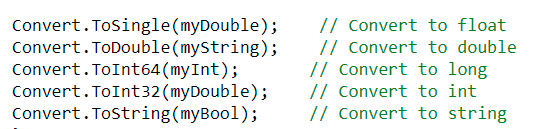 Convert.ToSingle(myDouble);    // Convert to float
Convert.ToDouble(myString);    // Convert to double
Convert.ToInt64(myInt);       // Convert to long
Convert.ToInt32(myDouble);    // Convert to int
Convert.ToString(myBool);     // Convert to string